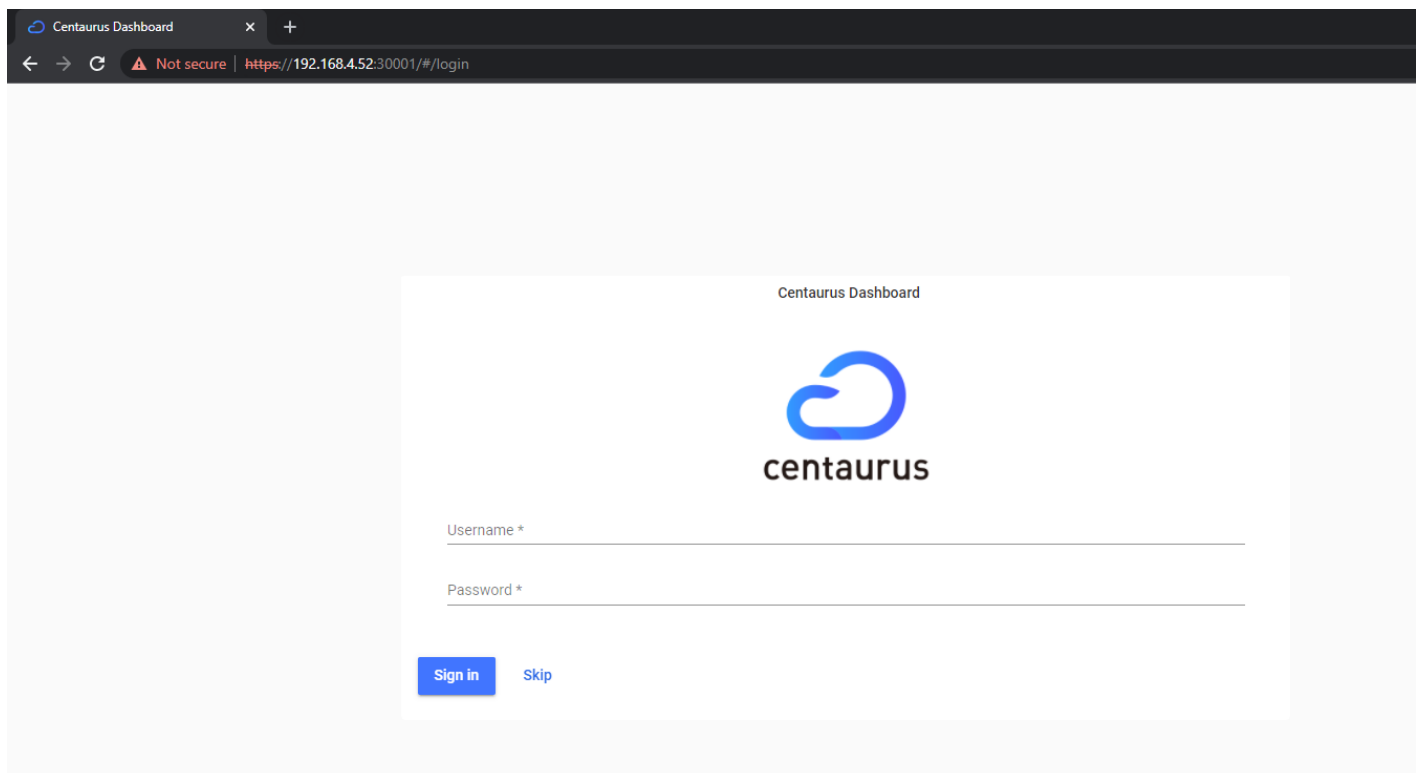 Centaurus Dashboard
Not secure | https://192.168.4.52:30001/#/login
Centaurus Dashboard
centaurus
Username *
Password *
Sign in Skip